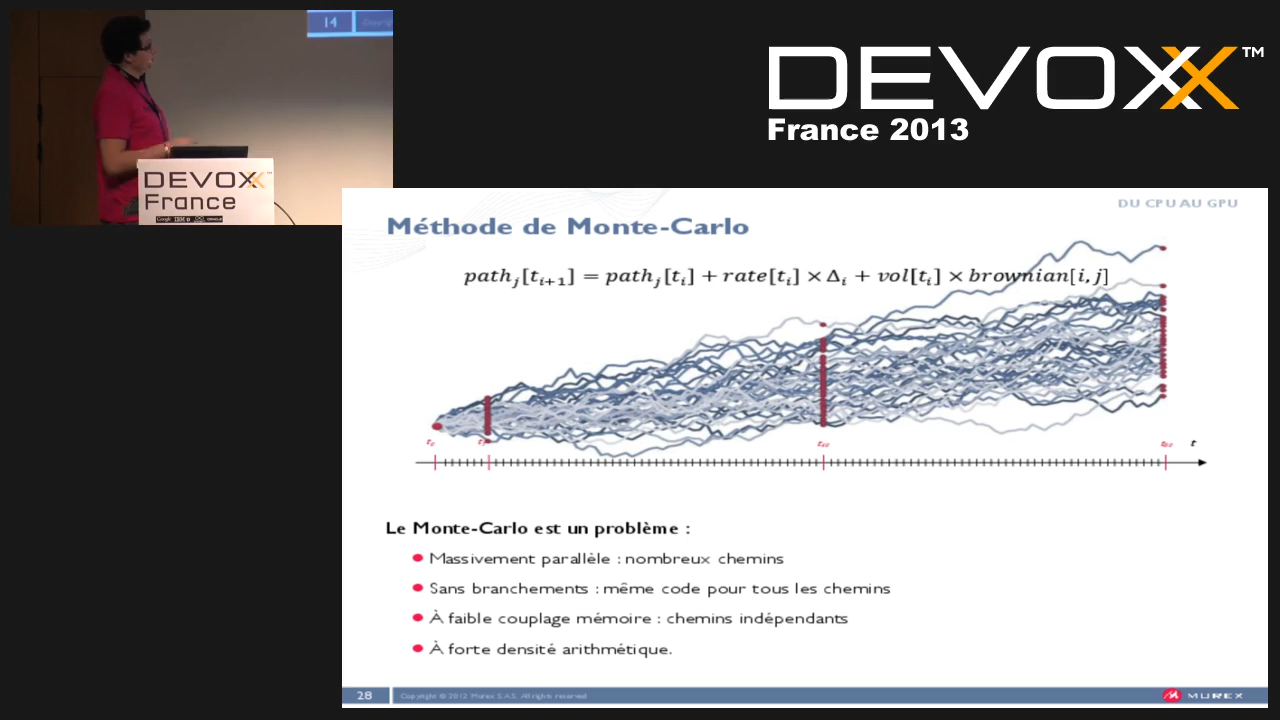 14
DEVOXX™
France 2013
DEVOXX™
France
DU CPU AU GPU
Méthode de Monte-Carlo
path_j[t_{i+1}] = path_j[t_i] + rate[t_i] × Δ_i + vol[t_i] × brownian[i, j]
t
Le Monte-Carlo est un problème :
Massivement parallèle : nombreux chemins
Sans branchements : même code pour tous les chemins
À faible couplage mémoire : chemins indépendants
À forte densité arithmétique.
28
Copyright © 2012 Murex S.A.S. All rights reserved
MUREX